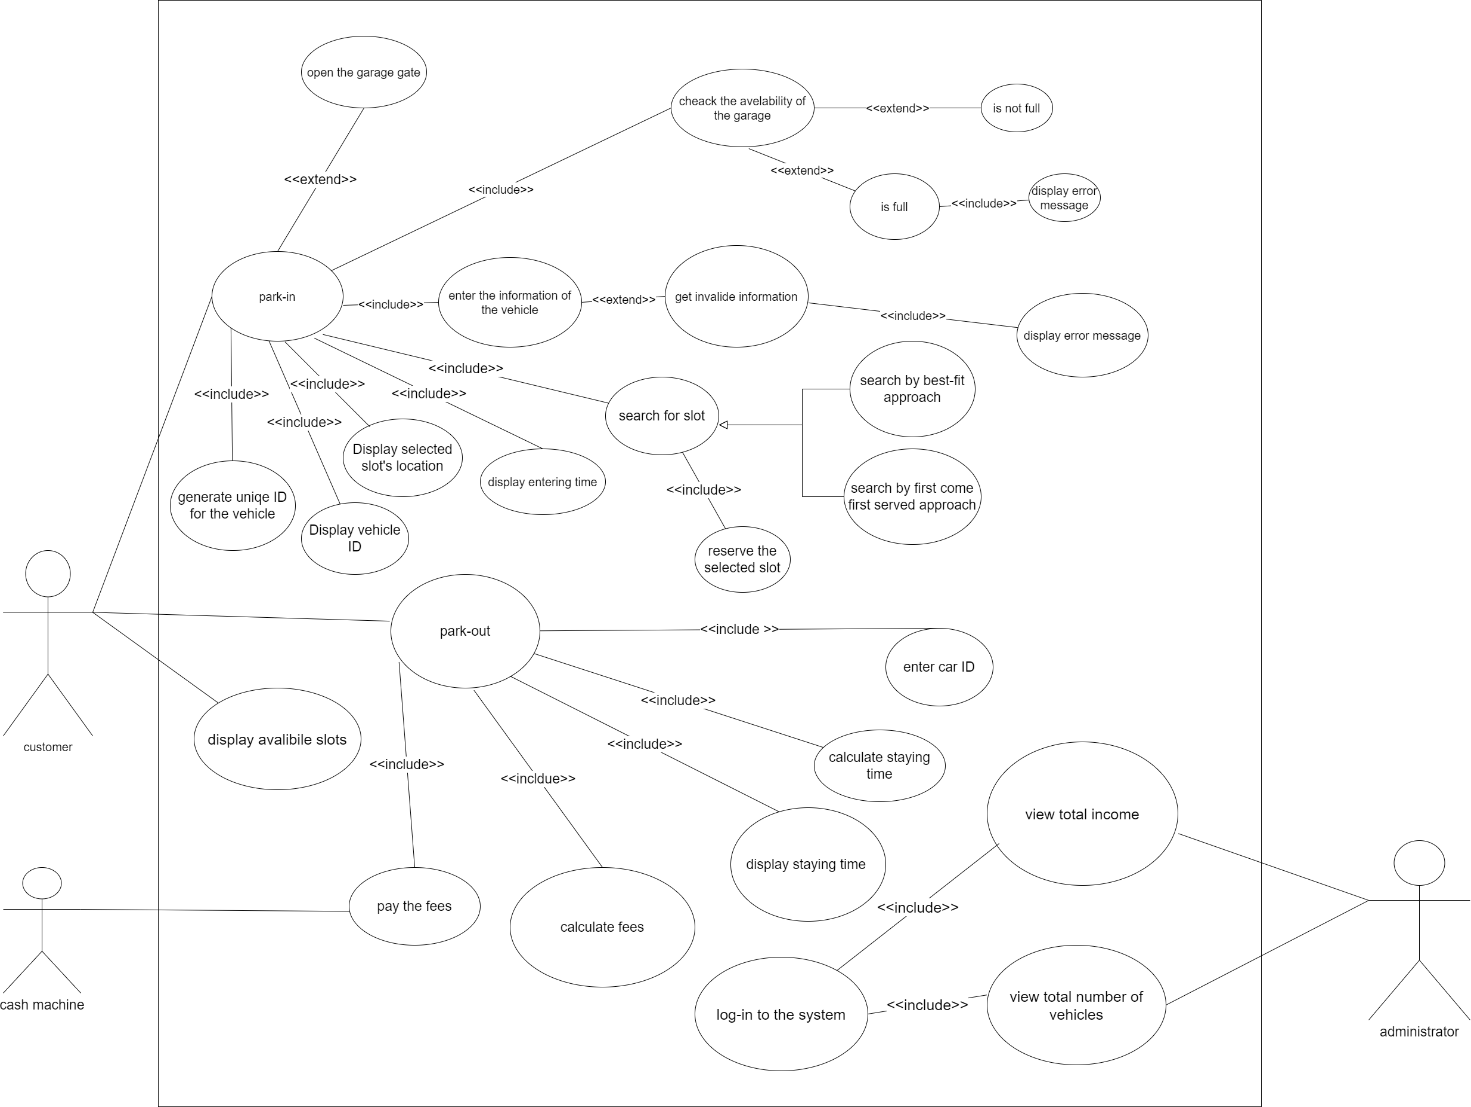 open the garage gate
cheack the avelability of
the garage
<<extend>>
is not full
<<extend>>
<<extend>>
<<include>>
is full
<<include>>
display error
message
park-in
<<include>>
enter the information of
the vehicle
<<extend>>
get invalide information
<<include>>
display error message
<<include>>
<<include>>
<<include>>
<<include>>
<<include>>
search for slot
search by best-fit
approach
Display selected
slot's location
display entering time
<<include>>
search by first come
first served approach
generate uniqe ID
for the vehicle
Display vehicle
ID
reserve the
selected slot
park-out
<<include >>
enter car ID
<<include>>
customer
display avalibile slots
<<include>>
<<include>>
<<incldue>>
calculate staying
time
view total income
display staying time
pay the fees
<<include>>
calculate fees
cash machine
log-in to the system
<<include>>
view total number of
vehicles
administrator